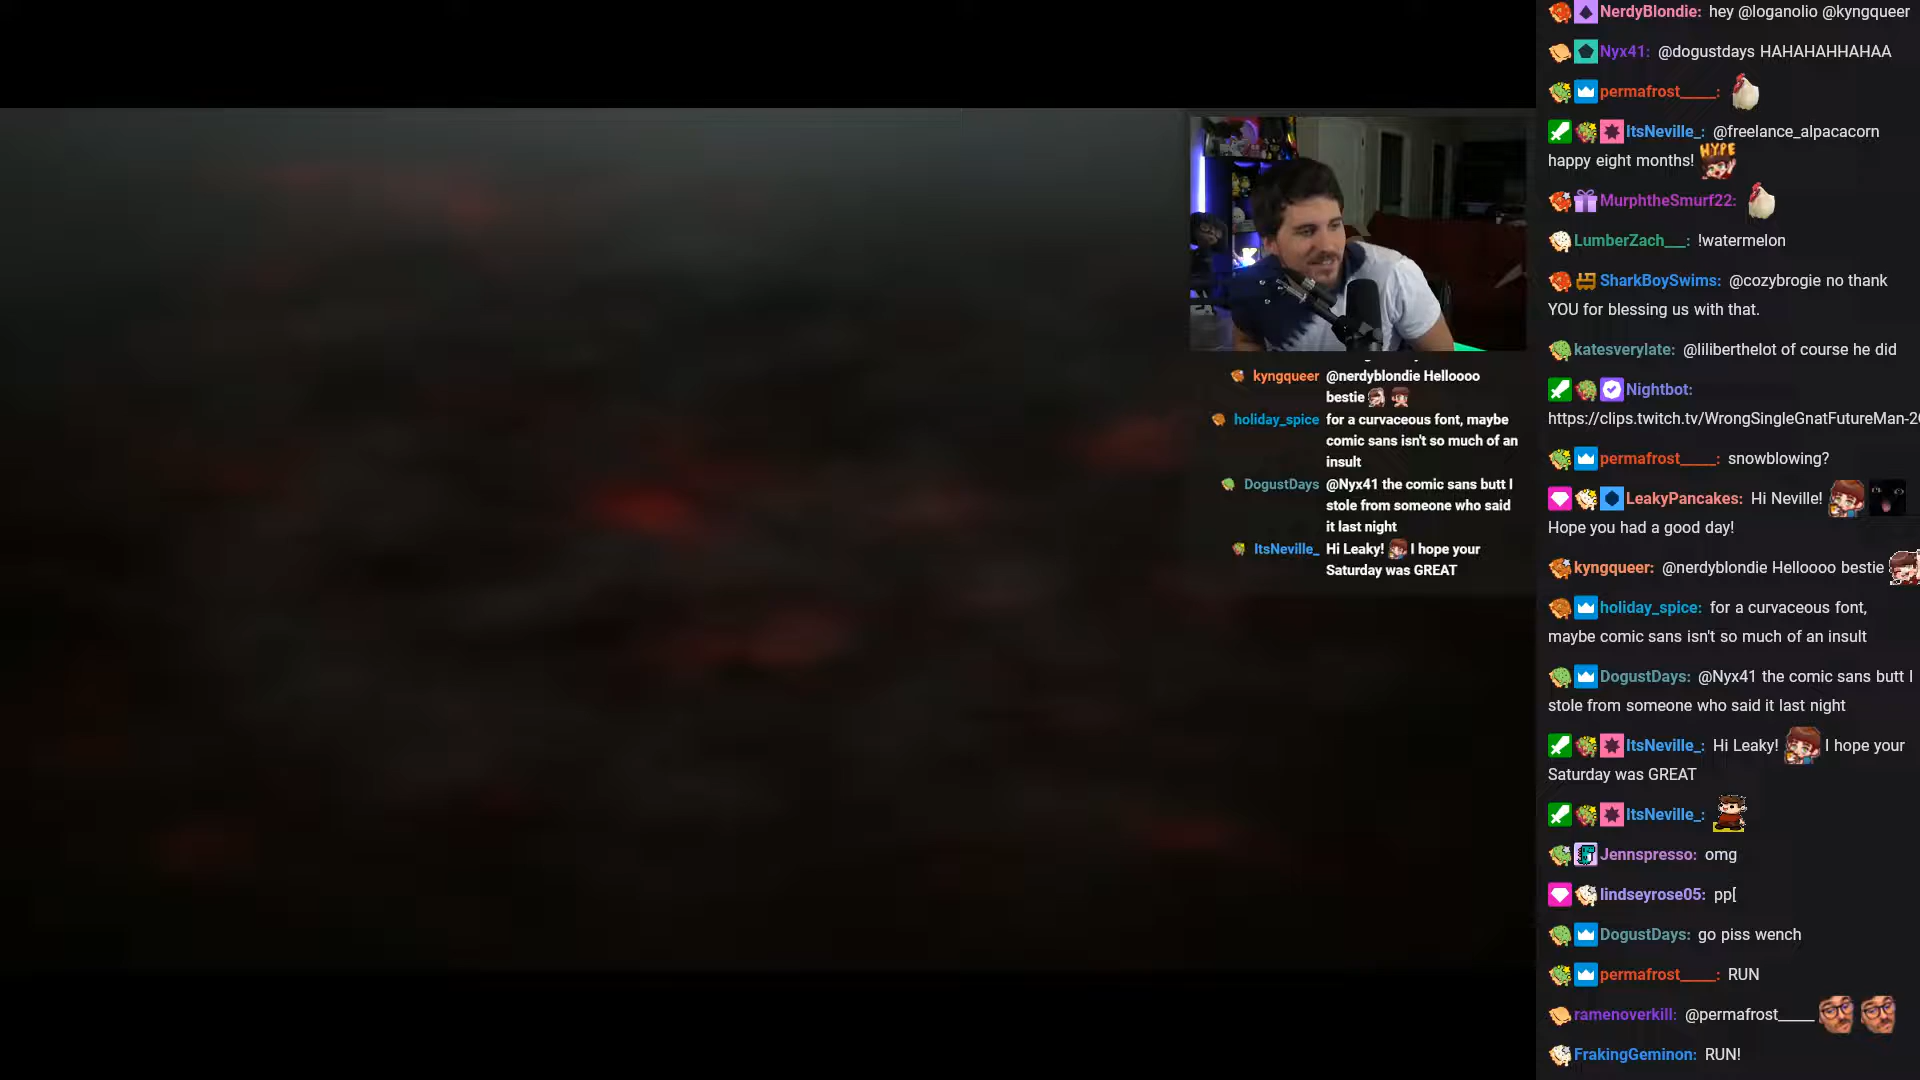 kyngqueer @nerdyblondie Helloooo
bestie
holiday_spice for a curvaceous font, maybe
comic sans isn't so much of an
insult
DogustDays @Nyx41 the comic sans butt I
stole from someone who said
it last night
ItsNeville_ Hi Leaky! I hope your
Saturday was GREAT
NerdyBlondie: hey @loganolio @kyngqueer
Nyx41: @dogustdays HAHAHAHHAHAA
permafrost_____:
ItsNeville_: @freelance_alpacacorn
happy eight months! HYPE
MurphtheSmurf22:
LumberZach___: !watermelon
SharkBoySwims: @cozybrogie no thank
YOU for blessing us with that.
katesverylate: @liliberthelot of course he did
Nightbot:
https://clips.twitch.tv/WrongSingleGnatFutureMan-2
permafrost_____: snowblowing?
LeakyPancakes: Hi Neville!
Hope you had a good day!
kyngqueer: @nerdyblondie Helloooo bestie
holiday_spice: for a curvaceous font,
maybe comic sans isn't so much of an insult
DogustDays: @Nyx41 the comic sans butt I
stole from someone who said it last night
ItsNeville_: Hi Leaky! I hope your
Saturday was GREAT
ItsNeville_:
Jennspresso: omg
lindseyrose05: pp[
DogustDays: go piss wench
permafrost_____: RUN
ramenoverkill: @permafrost_____
FrakingGeminon: RUN!